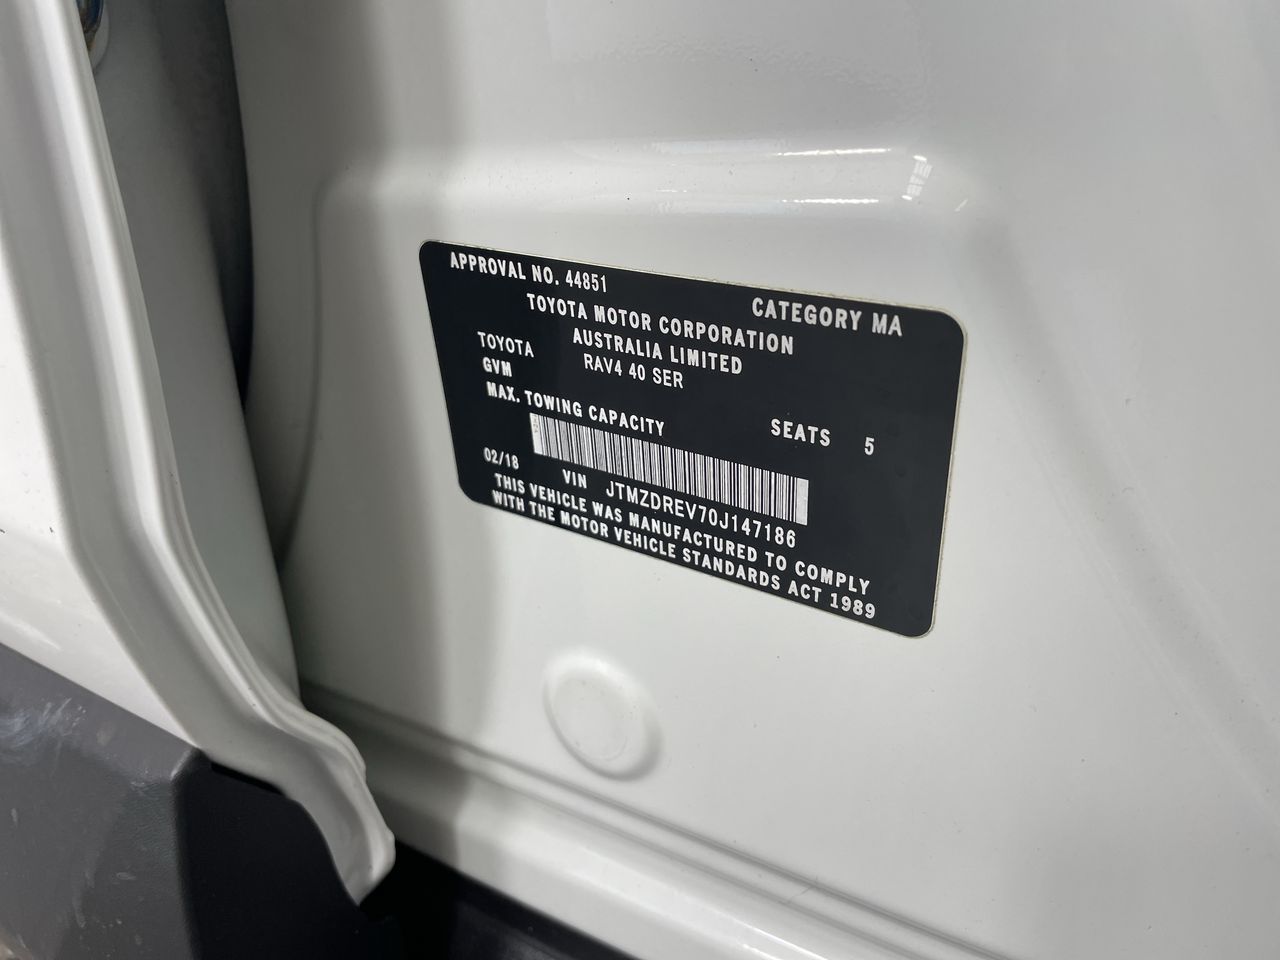 APPROVAL NO. 44851
CATEGORY MA
TOYOTA MOTOR CORPORATION
AUSTRALIA LIMITED
TOYOTA RAV4 40 SER
GVM
MAX. TOWING CAPACITY
SEATS 5
02/18 VIN JTMZDREV70J147186
THIS VEHICLE WAS MANUFACTURED TO COMPLY
WITH THE MOTOR VEHICLE STANDARDS ACT 1989